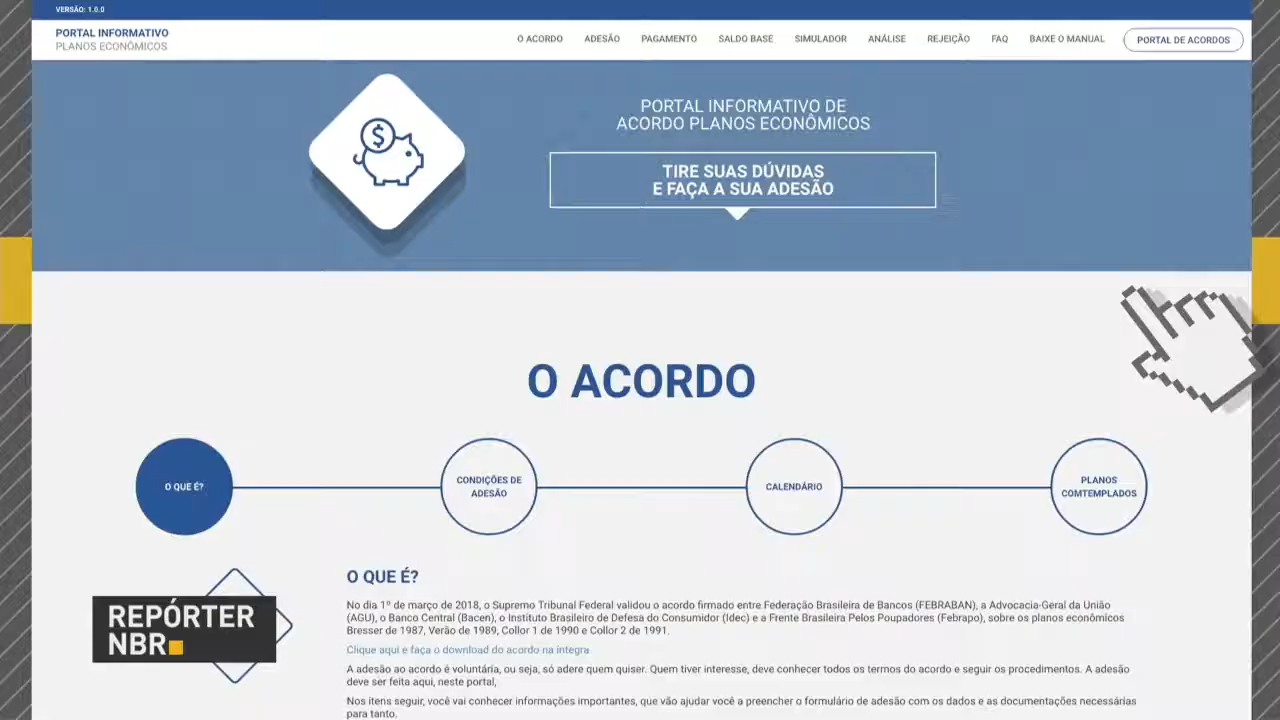 VERSÃO: 1.0.0
PORTAL INFORMATIVO
PLANOS ECONÔMICOS
O ACORDO ADESÃO PAGAMENTO SALDO BASE SIMULADOR ANÁLISE REJEIÇÃO FAQ BAIXE O MANUAL PORTAL DE ACORDOS
PORTAL INFORMATIVO DE
ACORDO PLANOS ECONÔMICOS
TIRE SUAS DÚVIDAS
E FAÇA A SUA ADESÃO
O ACORDO
O QUE É?
CONDIÇÕES DE
ADESÃO
CALENDÁRIO
PLANOS
COMTEMPLADOS
REPÓRTER
NBR
O QUE É?
No dia 1º de março de 2018, o Supremo Tribunal Federal validou o acordo firmado entre Federação Brasileira de Bancos (FEBRABAN), a Advocacia-Geral da União
(AGU), o Banco Central (Bacen), o Instituto Brasileiro de Defesa do Consumidor (Idec) e a Frente Brasileira Pelos Poupadores (Febrapo), sobre os planos econômicos
Bresser de 1987, Verão de 1989, Collor 1 de 1990 e Collor 2 de 1991.
Clique aqui e faça o download do acordo na íntegra
A adesão ao acordo é voluntária, ou seja, só adere quem quiser. Quem tiver interesse, deve conhecer todos os termos do acordo e seguir os procedimentos. A adesão
deve ser feita aqui, neste portal,
Nos itens seguir, você vai conhecer informações importantes, que vão ajudar você a preencher o formulário de adesão com os dados e as documentações necessárias
para tanto.